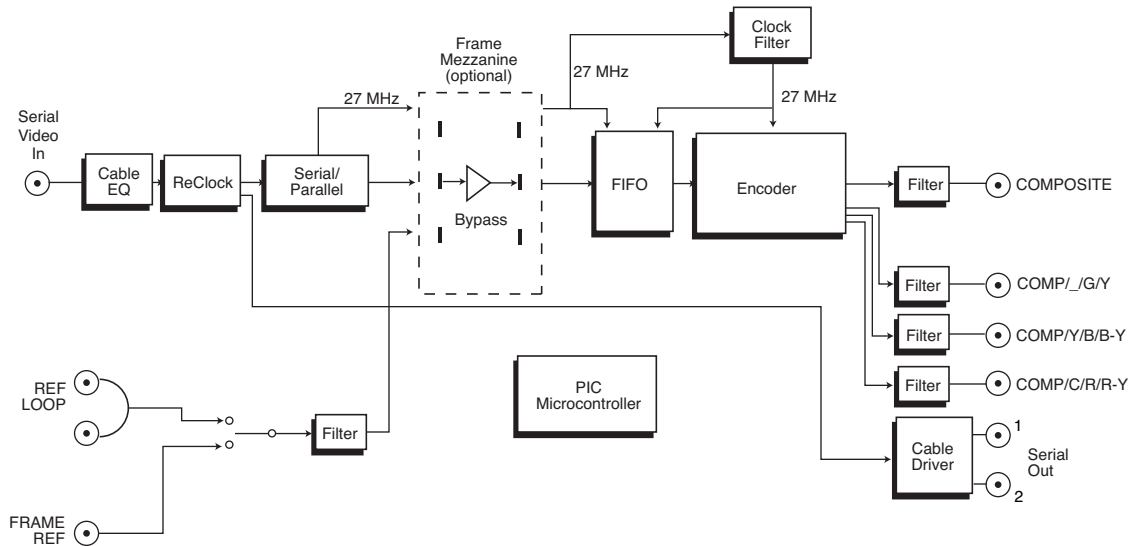 Clock
Filter
Frame
Mezzanine
(optional)
27 MHz
27 MHz
27 MHz
Serial
Video
In
Cable
EQ
ReClock
Serial/
Parallel
Bypass
FIFO
Encoder
Filter
COMPOSITE
Filter
COMP/_/G/Y
Filter
COMP/Y/B/B-Y
Filter
COMP/C/R/R-Y
REF
LOOP
PIC
Microcontroller
Filter
Cable
Driver
1
Serial
Out
2
FRAME
REF